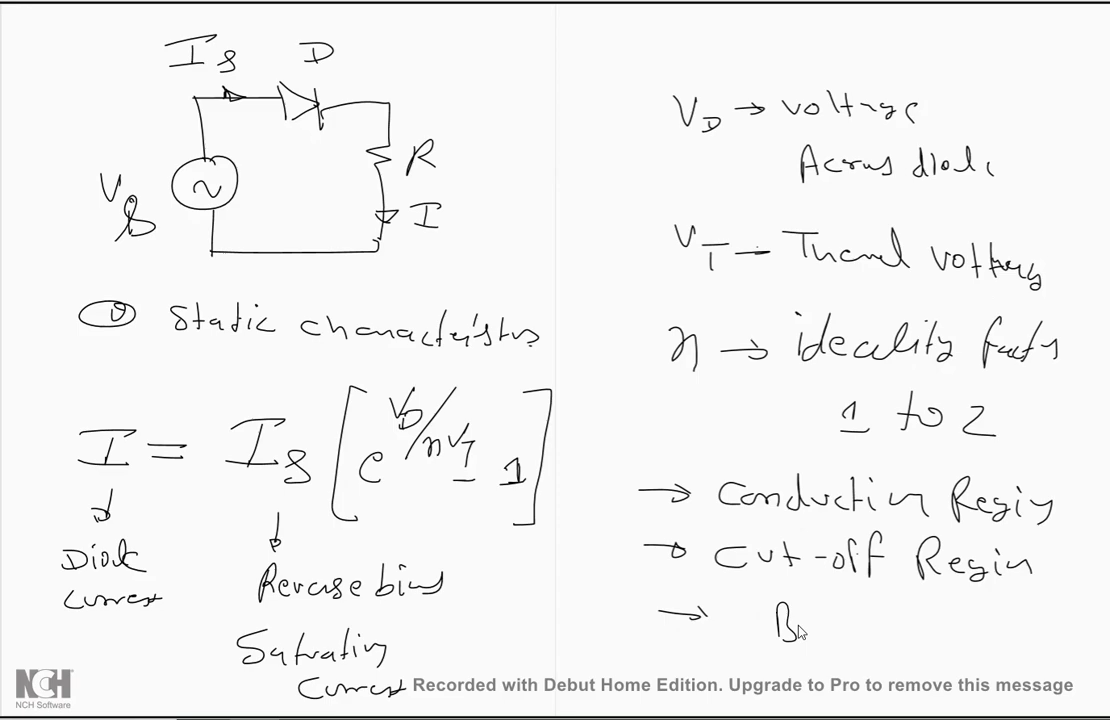 Is D
Vs
R
I
① Static characteristics
I = Is [ e^VD/ηVT - 1 ]
Diode
current
Reverse bias
Saturation
Current
VD → voltage
Across diode
VT - Thermal voltage
η → ideality factor
1 to 2
→ Conduction Region
→ Cut-off Region
→ B
NCH
NCH Software
Recorded with Debut Home Edition. Upgrade to Pro to remove this message